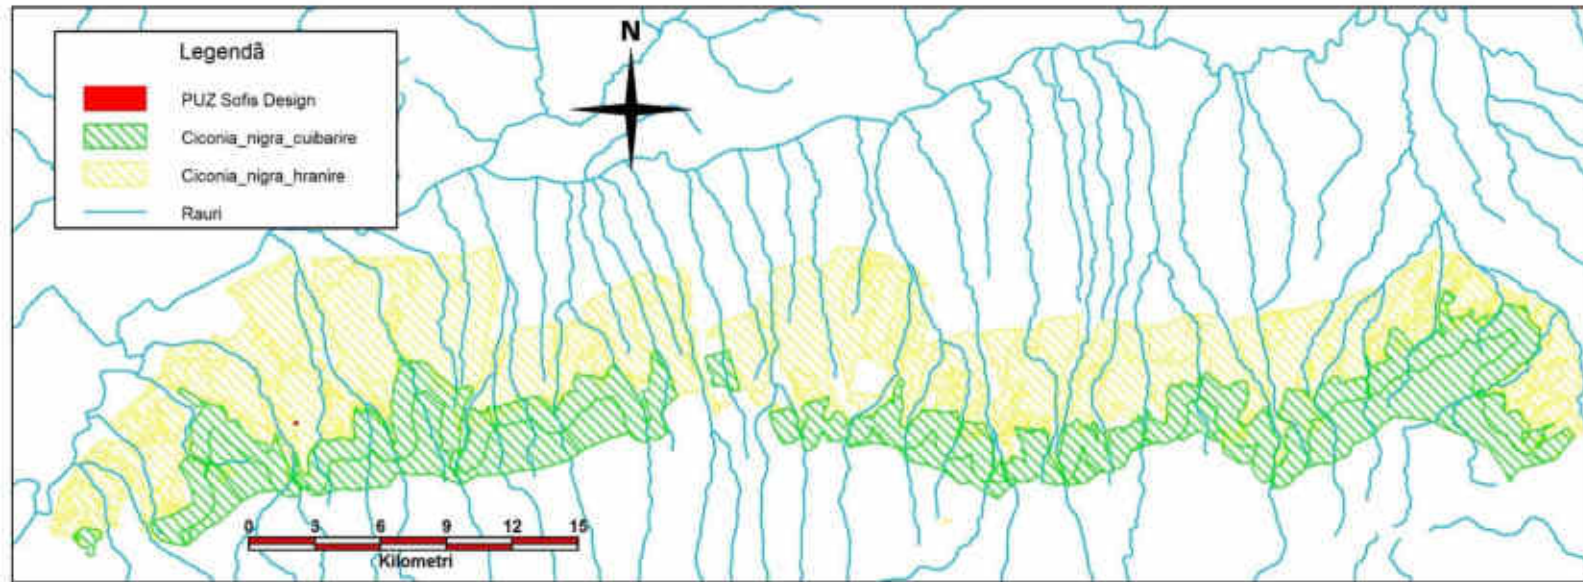 Legendă
PUZ Sofis Design
Ciconia_nigra_cuibarire
Ciconia_nigra_hranire
Rauri
N
0 3 6 9 12 15
Kilometri